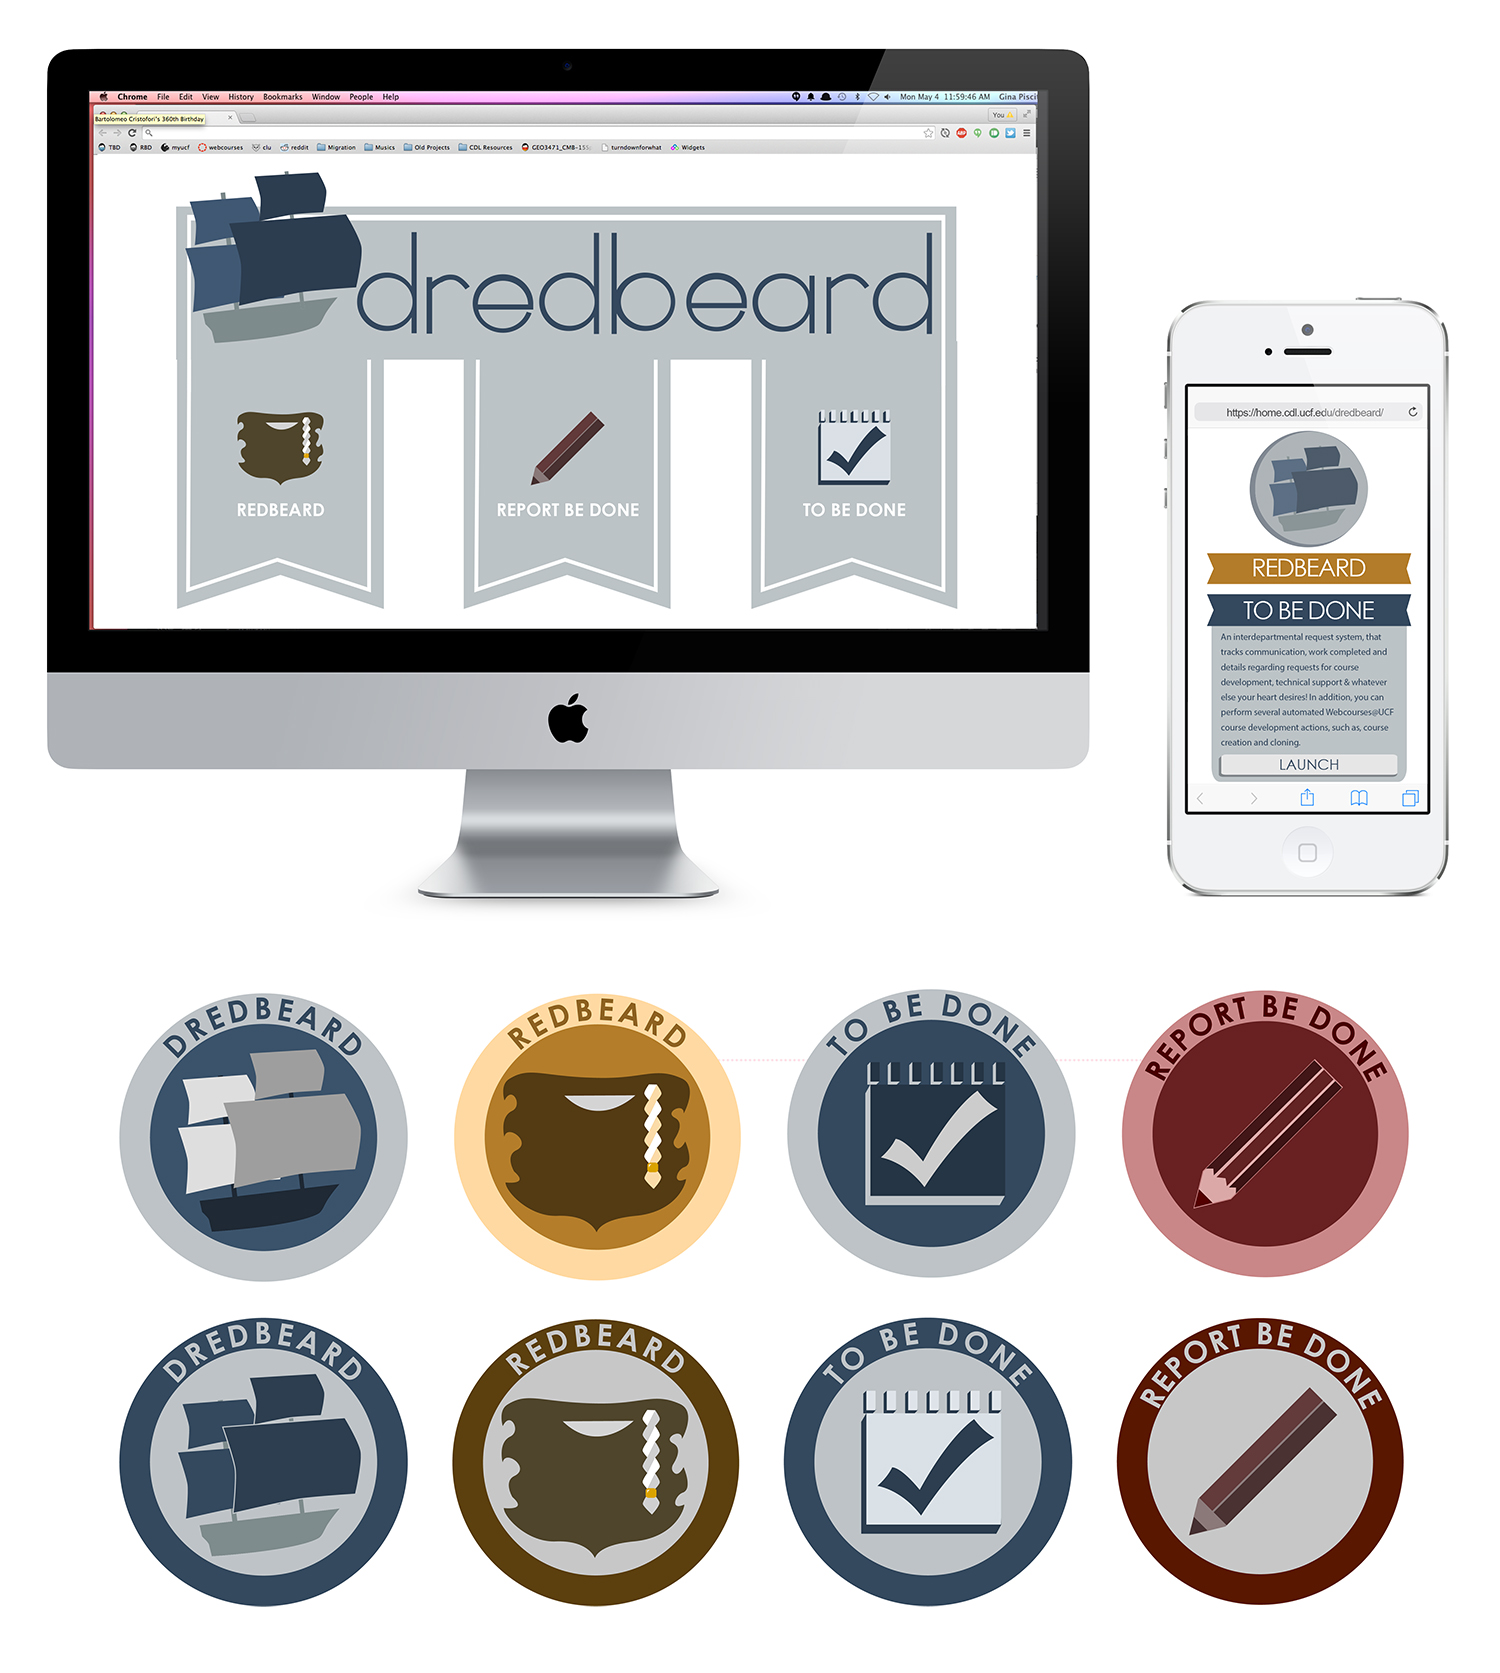 Chrome File Edit View History Bookmarks Window People Help
Mon May 4 11:59:46 AM Gina Pisci
Bartolomeo Cristofori's 360th Birthday
You
ABP
TBD RBD myucf webcourses clu reddit Migration Musics Old Projects CDL Resources GEO3471_CMB-15Sp turndownforwhat Widgets
dredbeard
REDBEARD
REPORT BE DONE
TO BE DONE
https://home.cdl.ucf.edu/dredbeard/
REDBEARD
TO BE DONE
An interdepartmental request system, that
tracks communication, work completed and
details regarding requests for course
development, technical support & whatever
else your heart desires! In addition, you can
perform several automated Webcourses@UCF
course development actions, such as, course
creation and cloning.
LAUNCH
DREDBEARD
REDBEARD
TO BE DONE
REPORT BE DONE
DREDBEARD
REDBEARD
TO BE DONE
REPORT BE DONE